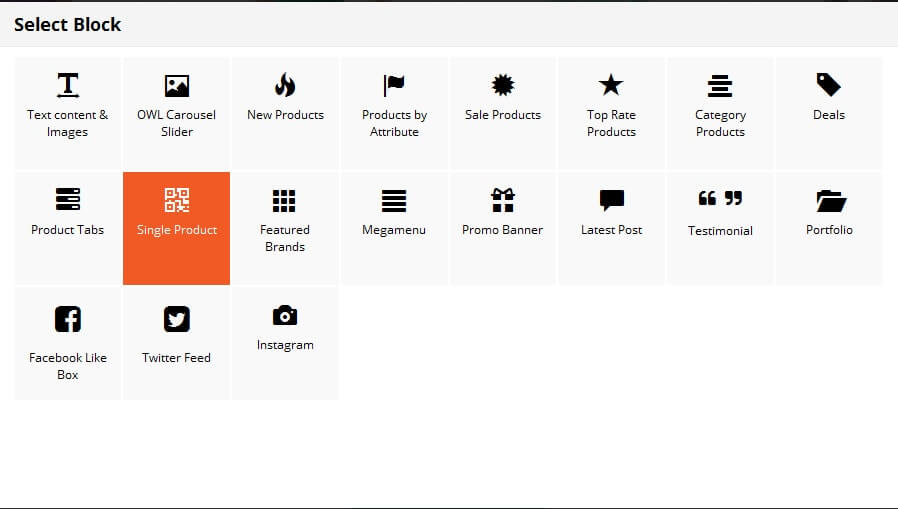 Select Block
Text content &
Images
OWL Carousel
Slider
New Products
Products by
Attribute
Sale Products
Top Rate
Products
Category
Products
Deals
Product Tabs
Single Product
Featured
Brands
Megamenu
Promo Banner
Latest Post
Testimonial
Portfolio
Facebook Like
Box
Twitter Feed
Instagram